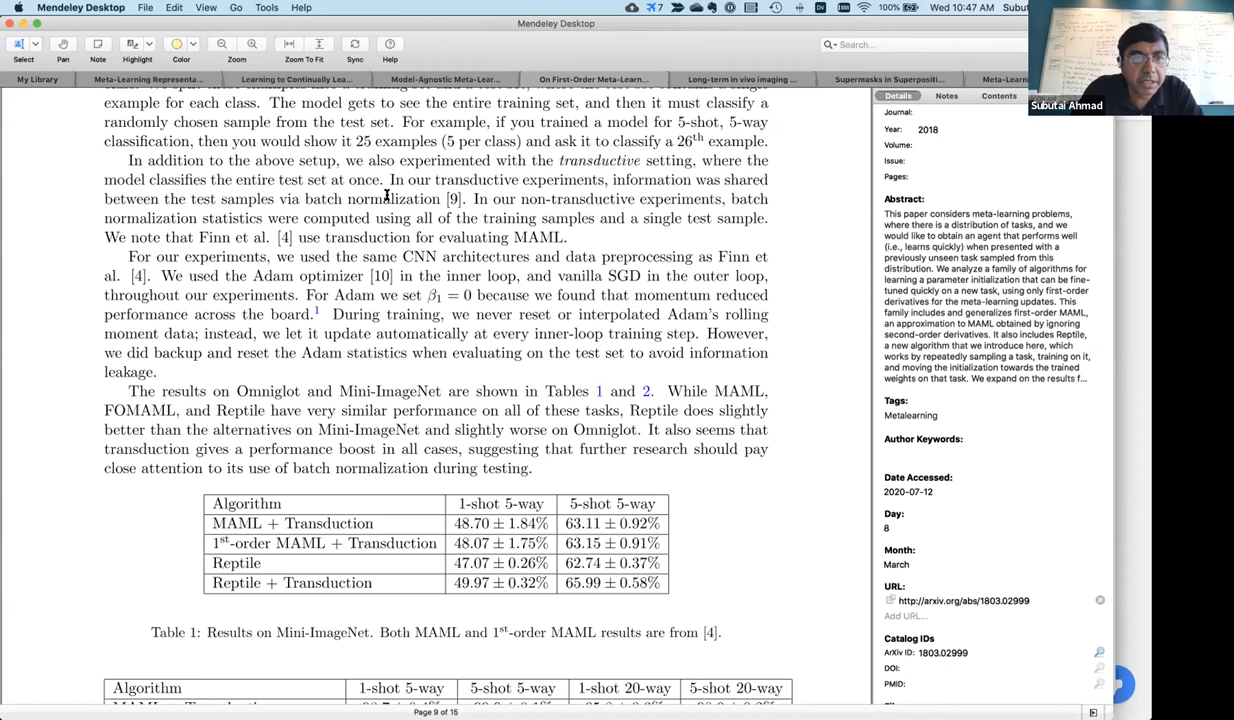 Mendeley Desktop File Edit View Go Tools Help 7 100% Wed 10:47 AM Subut
Mendeley Desktop
Select Pan Note Highlight Color Zoom Zoom To Fit Sync Help
Search...
My Library Meta-Learning Representa... Learning to Continually Lea... Model-Agnostic Meta-Lear... On First-Order Meta-Learn... Long-term in vivo imaging ... Supermasks in Superpositi... Meta-Learn
example for each class. The model gets to see the entire training set, and then it must classify a
randomly chosen sample from the test set. For example, if you trained a model for 5-shot, 5-way
classification, then you would show it 25 examples (5 per class) and ask it to classify a 26th example.
In addition to the above setup, we also experimented with the transductive setting, where the
model classifies the entire test set at once. In our transductive experiments, information was shared
between the test samples via batch normalization [9]. In our non-transductive experiments, batch
normalization statistics were computed using all of the training samples and a single test sample.
We note that Finn et al. [4] use transduction for evaluating MAML.
For our experiments, we used the same CNN architectures and data preprocessing as Finn et
al. [4]. We used the Adam optimizer [10] in the inner loop, and vanilla SGD in the outer loop,
throughout our experiments. For Adam we set β1 = 0 because we found that momentum reduced
performance across the board.1 During training, we never reset or interpolated Adam's rolling
moment data; instead, we let it update automatically at every inner-loop training step. However,
we did backup and reset the Adam statistics when evaluating on the test set to avoid information
leakage.
The results on Omniglot and Mini-ImageNet are shown in Tables 1 and 2. While MAML,
FOMAML, and Reptile have very similar performance on all of these tasks, Reptile does slightly
better than the alternatives on Mini-ImageNet and slightly worse on Omniglot. It also seems that
transduction gives a performance boost in all cases, suggesting that further research should pay
close attention to its use of batch normalization during testing.
Algorithm 1-shot 5-way 5-shot 5-way
MAML + Transduction 48.70 ± 1.84% 63.11 ± 0.92%
1st-order MAML + Transduction 48.07 ± 1.75% 63.15 ± 0.91%
Reptile 47.07 ± 0.26% 62.74 ± 0.37%
Reptile + Transduction 49.97 ± 0.32% 65.99 ± 0.58%
Table 1: Results on Mini-ImageNet. Both MAML and 1st-order MAML results are from [4].
Algorithm 1-shot 5-way 5-shot 5-way 1-shot 20-way 5-shot 20-way
Page 9 of 15
Details Notes Contents
Journal:
Year: 2018
Volume:
Issue:
Pages:
Abstract:
This paper considers meta-learning problems,
where there is a distribution of tasks, and we
would like to obtain an agent that performs well
(i.e., learns quickly) when presented with a
previously unseen task sampled from this
distribution. We analyze a family of algorithms for
learning a parameter initialization that can be fine-
tuned quickly on a new task, using only first-order
derivatives for the meta-learning updates. This
family includes and generalizes first-order MAML,
an approximation to MAML obtained by ignoring
second-order derivatives. It also includes Reptile,
a new algorithm that we introduce here, which
works by repeatedly sampling a task, training on it,
and moving the initialization towards the trained
weights on that task. We expand on the results f...
Tags:
Metalearning
Author Keywords:
Date Accessed:
2020-07-12
Day:
8
Month:
March
URL:
http://arxiv.org/abs/1803.02999
Add URL...
Catalog IDs
ArXiv ID: 1803.02999
DOI:
PMID:
Subutai Ahmad